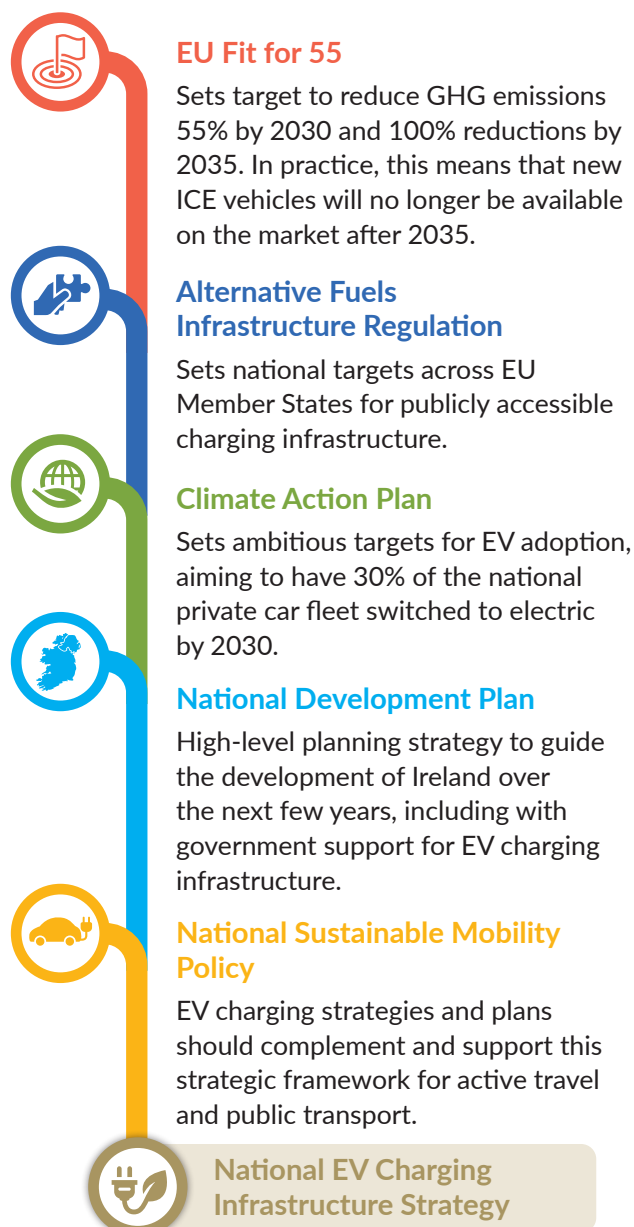 EU Fit for 55
Sets target to reduce GHG emissions
55% by 2030 and 100% reductions by
2035. In practice, this means that new
ICE vehicles will no longer be available
on the market after 2035.
Alternative Fuels
Infrastructure Regulation
Sets national targets across EU
Member States for publicly accessible
charging infrastructure.
Climate Action Plan
Sets ambitious targets for EV adoption,
aiming to have 30% of the national
private car fleet switched to electric
by 2030.
National Development Plan
High-level planning strategy to guide
the development of Ireland over
the next few years, including with
government support for EV charging
infrastructure.
National Sustainable Mobility
Policy
EV charging strategies and plans
should complement and support this
strategic framework for active travel
and public transport.
National EV Charging
Infrastructure Strategy